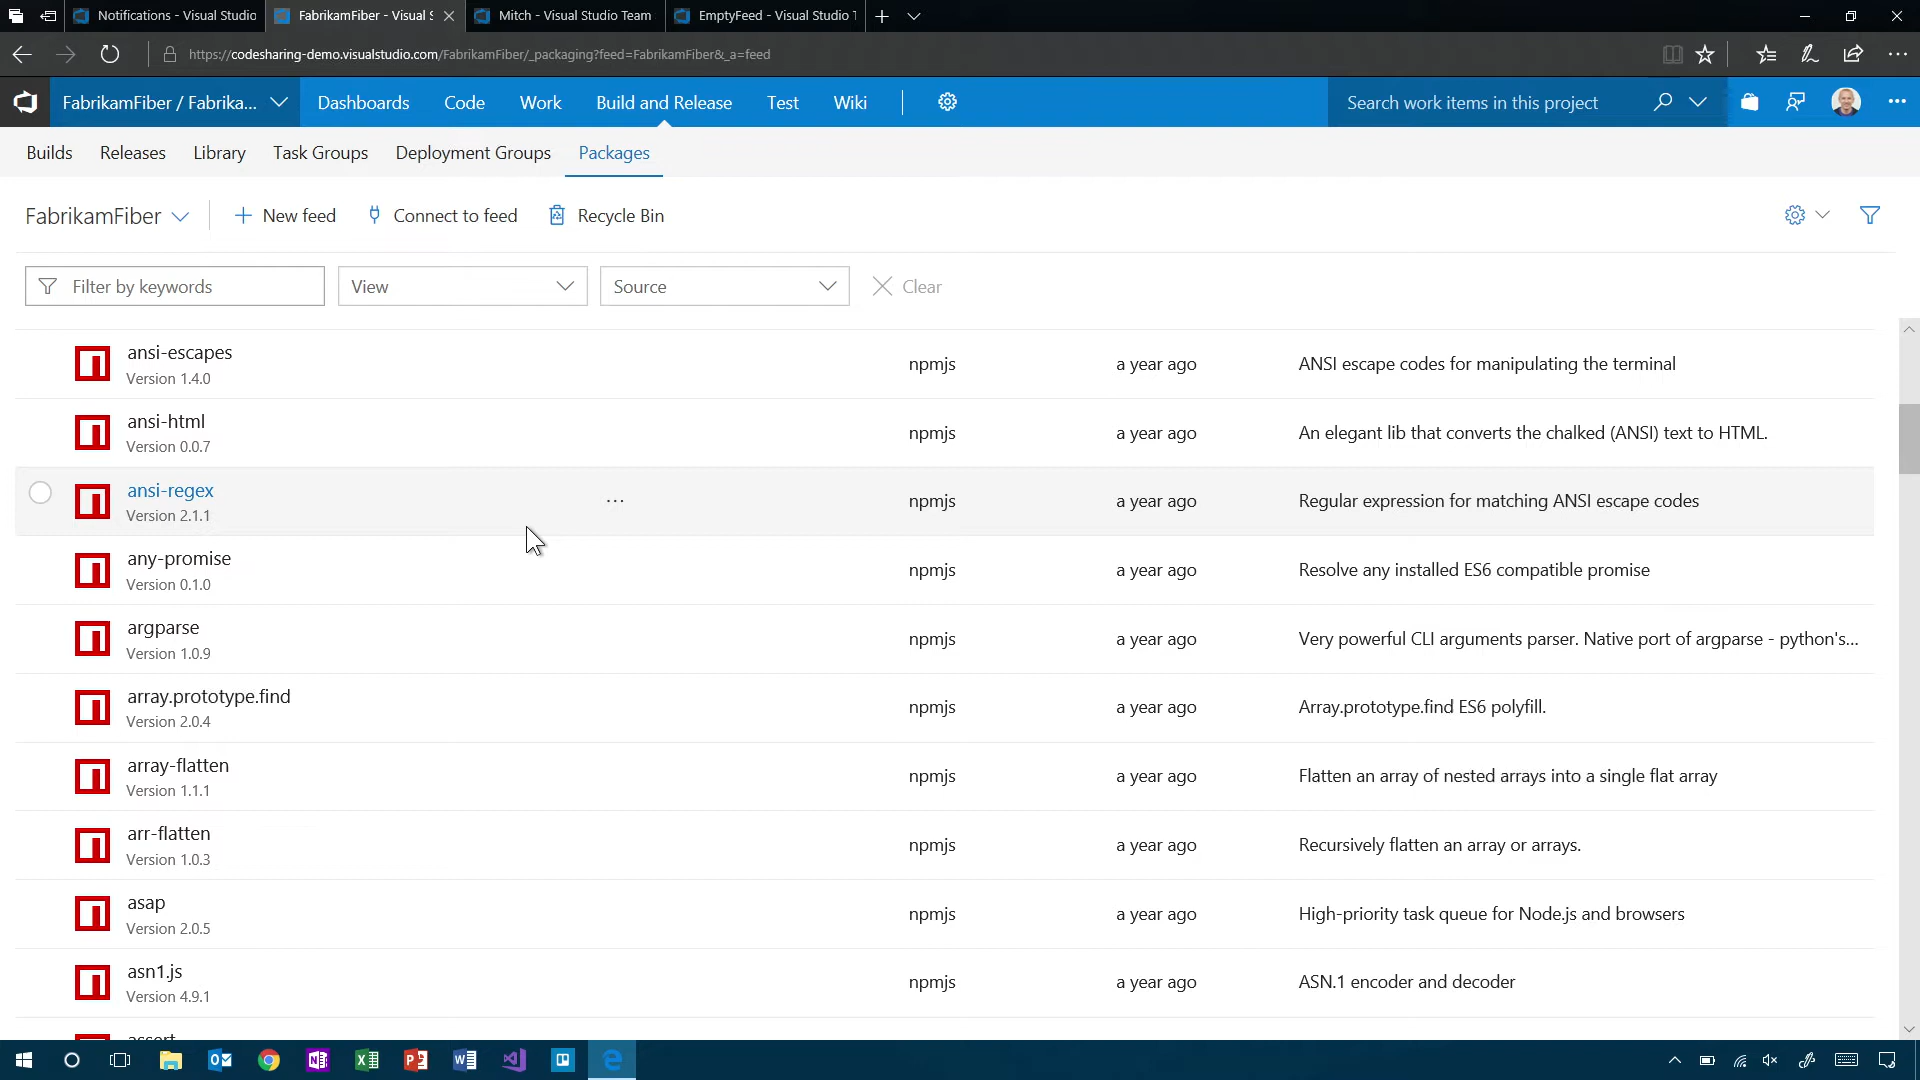 Notifications - Visual Studio
FabrikamFiber - Visual S
Mitch - Visual Studio Team
EmptyFeed - Visual Studio T
https://codesharing-demo.visualstudio.com/FabrikamFiber/_packaging?feed=FabrikamFiber&_a=feed
FabrikamFiber / Fabrika...
Dashboards
Code
Work
Build and Release
Test
Wiki
Search work items in this project
Builds
Releases
Library
Task Groups
Deployment Groups
Packages
FabrikamFiber
New feed
Connect to feed
Recycle Bin
Filter by keywords
View
Source
Clear
ansi-escapes
Version 1.4.0
npmjs
a year ago
ANSI escape codes for manipulating the terminal
ansi-html
Version 0.0.7
npmjs
a year ago
An elegant lib that converts the chalked (ANSI) text to HTML.
ansi-regex
Version 2.1.1
...
npmjs
a year ago
Regular expression for matching ANSI escape codes
any-promise
Version 0.1.0
npmjs
a year ago
Resolve any installed ES6 compatible promise
argparse
Version 1.0.9
npmjs
a year ago
Very powerful CLI arguments parser. Native port of argparse - python's...
array.prototype.find
Version 2.0.4
npmjs
a year ago
Array.prototype.find ES6 polyfill.
array-flatten
Version 1.1.1
npmjs
a year ago
Flatten an array of nested arrays into a single flat array
arr-flatten
Version 1.0.3
npmjs
a year ago
Recursively flatten an array or arrays.
asap
Version 2.0.5
npmjs
a year ago
High-priority task queue for Node.js and browsers
asn1.js
Version 4.9.1
npmjs
a year ago
ASN.1 encoder and decoder
assert